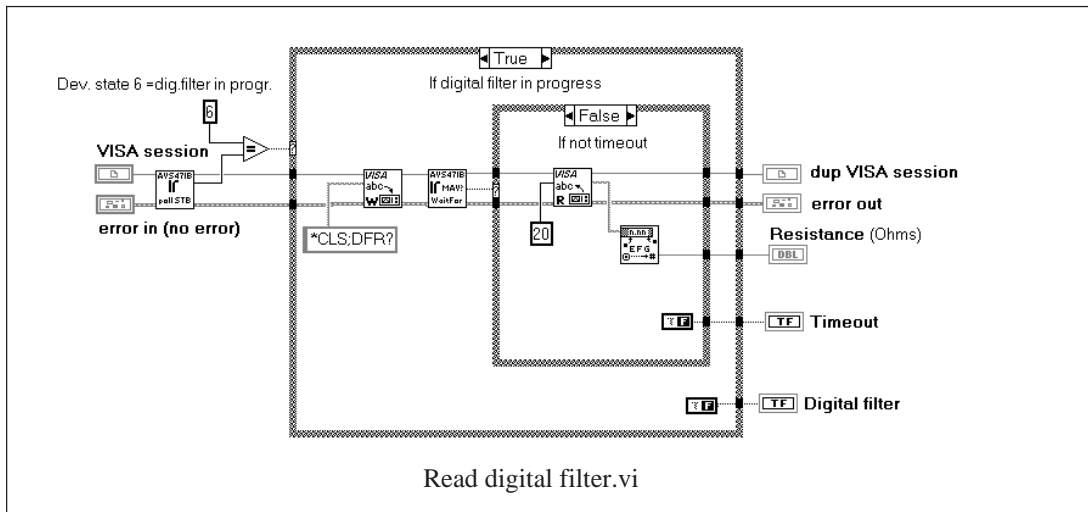 True
If digital filter in progress
Dev. state 6 =dig.filter in progr.
6
=
?
False
If not timeout
VISA session
AVS47IB
poll STB
VISA
abc
W
AVS47IB
MAV?
WaitFor
?
VISA
abc
R
dup VISA session
error in (no error)
error out
*CLS;DFR?
20
n.nn
EFG
#
Resistance (Ohms)
DBL
F
TF Timeout
F
TF Digital filter
Read digital filter.vi